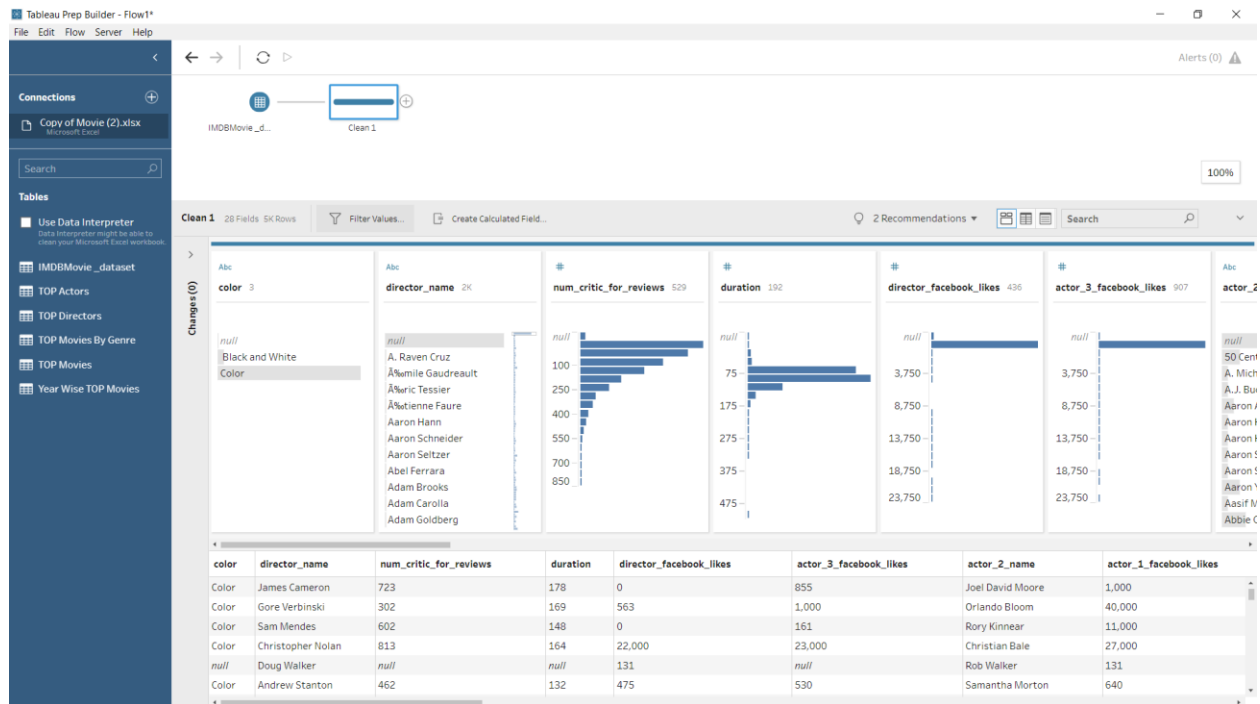 Tableau Prep Builder - Flow1*
File Edit Flow Server Help
Alerts (0)
Connections
Copy of Movie (2).xlsx
Microsoft Excel
Search
Tables
Use Data Interpreter
Data Interpreter might be able to
clean your Microsoft Excel workbook.
IMDBMovie _dataset
TOP Actors
TOP Directors
TOP Movies By Genre
TOP Movies
Year Wise TOP Movies
IMDBMovie _d...
Clean 1
100%
Clean 1 28 Fields 5K Rows Filter Values... Create Calculated Field... 2 Recommendations Search
Changes (0)
Abc
color 3
null
Black and White
Color
Abc
director_name 2K
null
A. Raven Cruz
Ã‰mile Gaudreault
Ã‰ric Tessier
Ã‰tienne Faure
Aaron Hann
Aaron Schneider
Aaron Seltzer
Abel Ferrara
Adam Brooks
Adam Carolla
Adam Goldberg
#
num_critic_for_reviews 529
null
100
250
400
550
700
850
#
duration 192
null
75
175
275
375
475
#
director_facebook_likes 436
null
3,750
8,750
13,750
18,750
23,750
#
actor_3_facebook_likes 907
null
3,750
8,750
13,750
18,750
23,750
Abc
actor_2
null
50 Cent
A. Mich
A.J. Bu
Aaron
Aaron
Aaron
Aaron
Aaron
Aaron
Aasif M
Abbie
color director_name num_critic_for_reviews duration director_facebook_likes actor_3_facebook_likes actor_2_name actor_1_facebook_likes
Color James Cameron 723 178 0 855 Joel David Moore 1,000
Color Gore Verbinski 302 169 563 1,000 Orlando Bloom 40,000
Color Sam Mendes 602 148 0 161 Rory Kinnear 11,000
Color Christopher Nolan 813 164 22,000 23,000 Christian Bale 27,000
null Doug Walker null null 131 null Rob Walker 131
Color Andrew Stanton 462 132 475 530 Samantha Morton 640